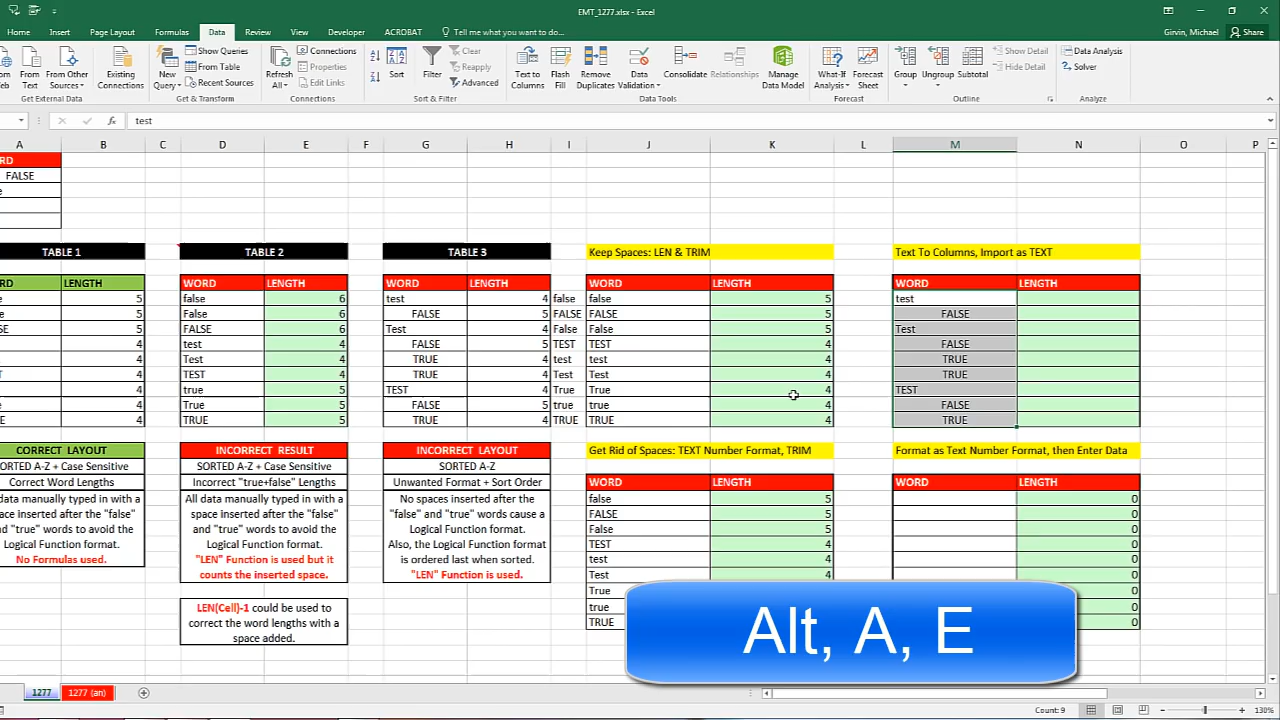 EMT_1277.xlsx - Excel
Home Insert Page Layout Formulas Data Review View Developer ACROBAT Tell me what you want to do... Girvin, Michael Share
From Text
From Other Sources
Existing Connections
Get External Data
New Query
Show Queries
From Table
Recent Sources
Get & Transform
Refresh All
Connections
Properties
Edit Links
Connections
Sort
Filter
Clear
Reapply
Advanced
Sort & Filter
Text to Columns
Flash Fill
Remove Duplicates
Data Validation
Consolidate
Relationships
Manage Data Model
Data Tools
What-If Analysis
Forecast Sheet
Forecast
Group
Ungroup
Subtotal
Show Detail
Hide Detail
Outline
Data Analysis
Solver
Analyze
fx test
A B C D E F G H I J K L M N O P
RD
FALSE
e
TABLE 1
RD LENGTH
e 5
5
SE 5
4
4
T 4
4
4
E 4
CORRECT LAYOUT
SORTED A-Z + Case Sensitive
Correct Word Lengths
data manually typed in with a
pace inserted after the "false"
nd "true" words to avoid the
Logical Function format.
No Formulas used.
TABLE 2
WORD LENGTH
false 6
False 6
FALSE 6
test 4
Test 4
TEST 4
true 5
True 5
TRUE 5
INCORRECT RESULT
SORTED A-Z + Case Sensitive
Incorrect "true+false" Lengths
All data manually typed in with a
space inserted after the "false"
and "true" words to avoid the
Logical Function format.
"LEN" Function is used but it
counts the inserted space.
LEN(Cell)-1 could be used to
correct the word lengths with a
space added.
TABLE 3
WORD LENGTH
test 4 false
FALSE 5 FALSE
Test 4 False
FALSE 5 TEST
TRUE 4 test
TRUE 4 Test
TEST 4 True
FALSE 5 true
TRUE 4 TRUE
INCORRECT LAYOUT
SORTED A-Z
Unwanted Format + Sort Order
No spaces inserted after the
"false" and "true" words cause a
Logical Function format.
Also, the Logical Function format
is ordered last when sorted.
"LEN" Function is used.
Keep Spaces: LEN & TRIM
WORD LENGTH
false 5
FALSE 5
False 5
TEST 4
test 4
Test 4
True 4
true 4
TRUE 4
Get Rid of Spaces: TEXT Number Format, TRIM
WORD LENGTH
false 5
FALSE 5
False 5
TEST 4
test 4
Test 4
True
true
TRUE
Text To Columns, Import as TEXT
WORD LENGTH
test
FALSE
Test
FALSE
TRUE
TRUE
TEST
FALSE
TRUE
Format as Text Number Format, then Enter Data
WORD LENGTH
0
0
0
0
0
0
0
0
0
Alt, A, E
1277 1277 (an)
Count: 9 130%